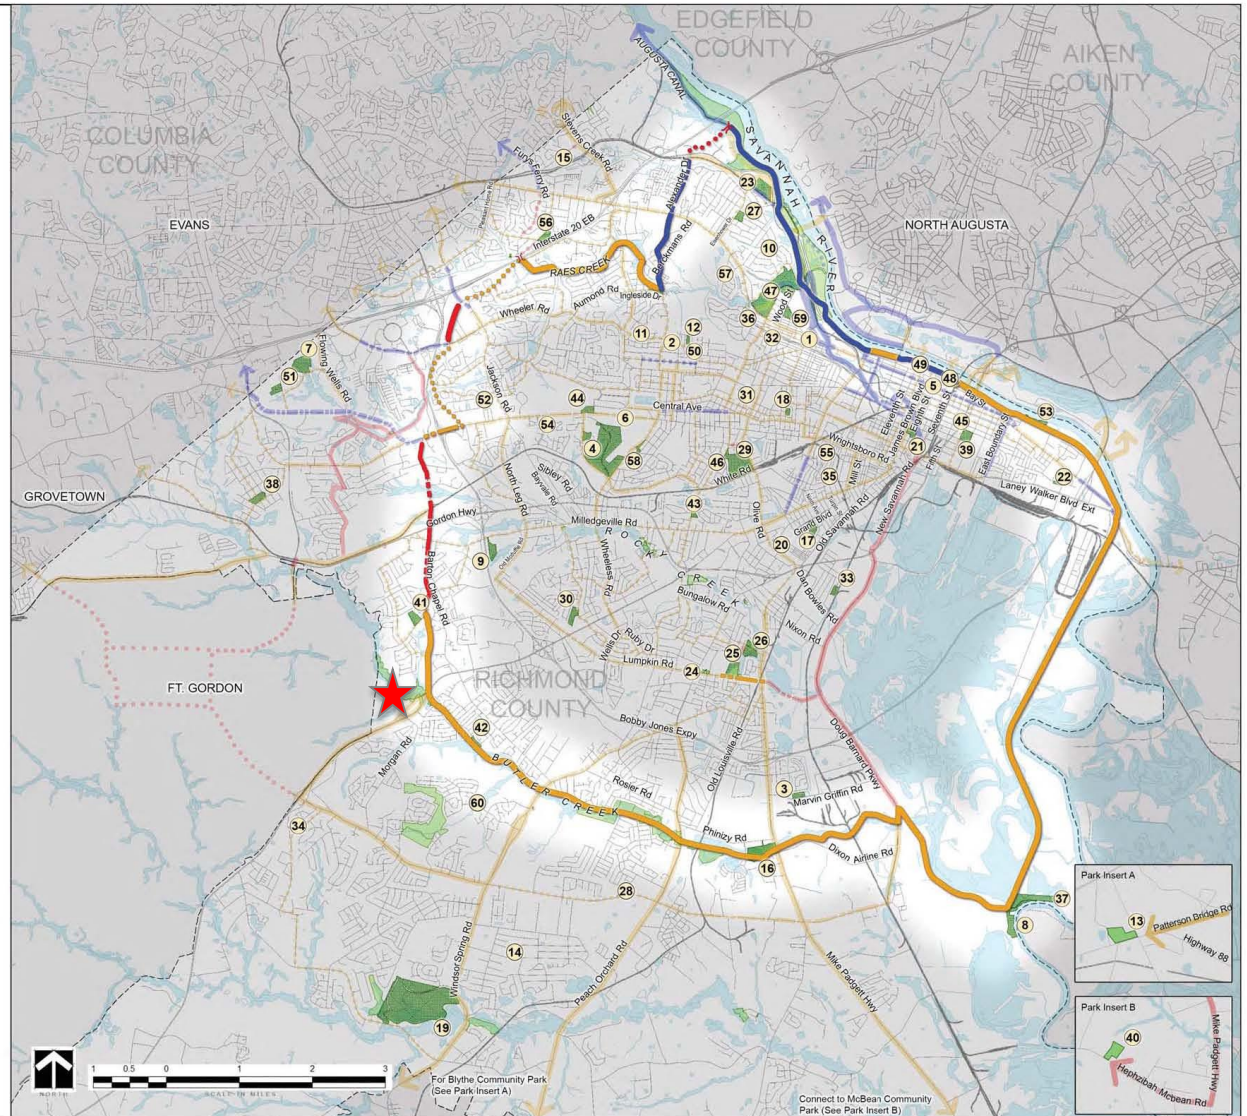 EDGEFIELD
COUNTY
AIKEN
COUNTY
AUGUSTA CANAL
COLUMBIA
COUNTY
Stevens Creek Rd
15
Furys Ferry Rd
SAVANNAH
RIVER
Alexander Dr
23
EVANS
56
Interstate 20 EB
27
NORTH AUGUSTA
Berckmans Rd
10
RAES CREEK
57
Aumond Rd
Ingleside Dr
47
Wood St
Wheeler Rd
36
59
11
12
2
32
1
50
7
Flowing Wells Rd
51
49
48
5
Bay St
Jackson Rd
52
44
31
18
Central Ave
6
53
54
Eleventh St
James Brown Blvd
Eighth St
Seventh St
45
East Boundary St
4
58
46
29
Wrightsboro Rd
55
21
Fifth St
39
White Rd
35
Mill St
22
Laney Walker Blvd Ext
38
GROVETOWN
North Leg Rd
Sibley Rd
Bayvale Rd
43
Olive Rd
Gordon Hwy
Milledgeville Rd
Grand Blvd
Old Savannah Rd
New Savannah Rd
ROCKY
CREEK
20
17
9
Wheeless Rd
Barton Chapel Rd
Bungalow Rd
Dan Bowles Rd
33
41
30
Nixon Rd
Ruby Dr
Wells Dr
26
25
Lumpkin Rd
24
FT. GORDON
RICHMOND
COUNTY
42
Bobby Jones Expy
Doug Barnard Pkwy
Morgan Rd
Old Louisville Rd
BUTLER CREEK
Rosier Rd
3
Marvin Griffin Rd
60
34
Phinizy Rd
Dixon Airline Rd
16
28
37
8
Park Insert A
13
Patterson Bridge Rd
Highway 88
Windsor Spring Rd
14
Peach Orchard Rd
Mike Padgett Hwy
19
Park Insert B
40
Mike Padgett Hwy
Hephzibah Mcbean Rd
NORTH
1 0.5 0 1 2 3
SCALE IN MILES
For Blythe Community Park
(See Park Insert A)
Connect to McBean Community
Park (See Park Insert B)